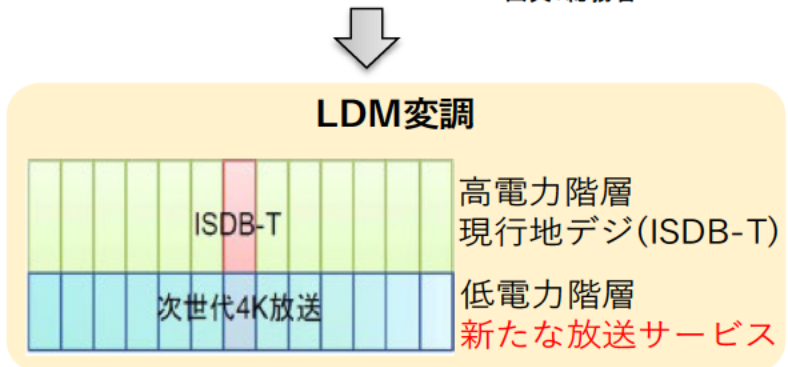 LDM変調
ISDB-T
高電力階層
現行地デジ(ISDB-T)
次世代4K放送
低電力階層
新たな放送サービス